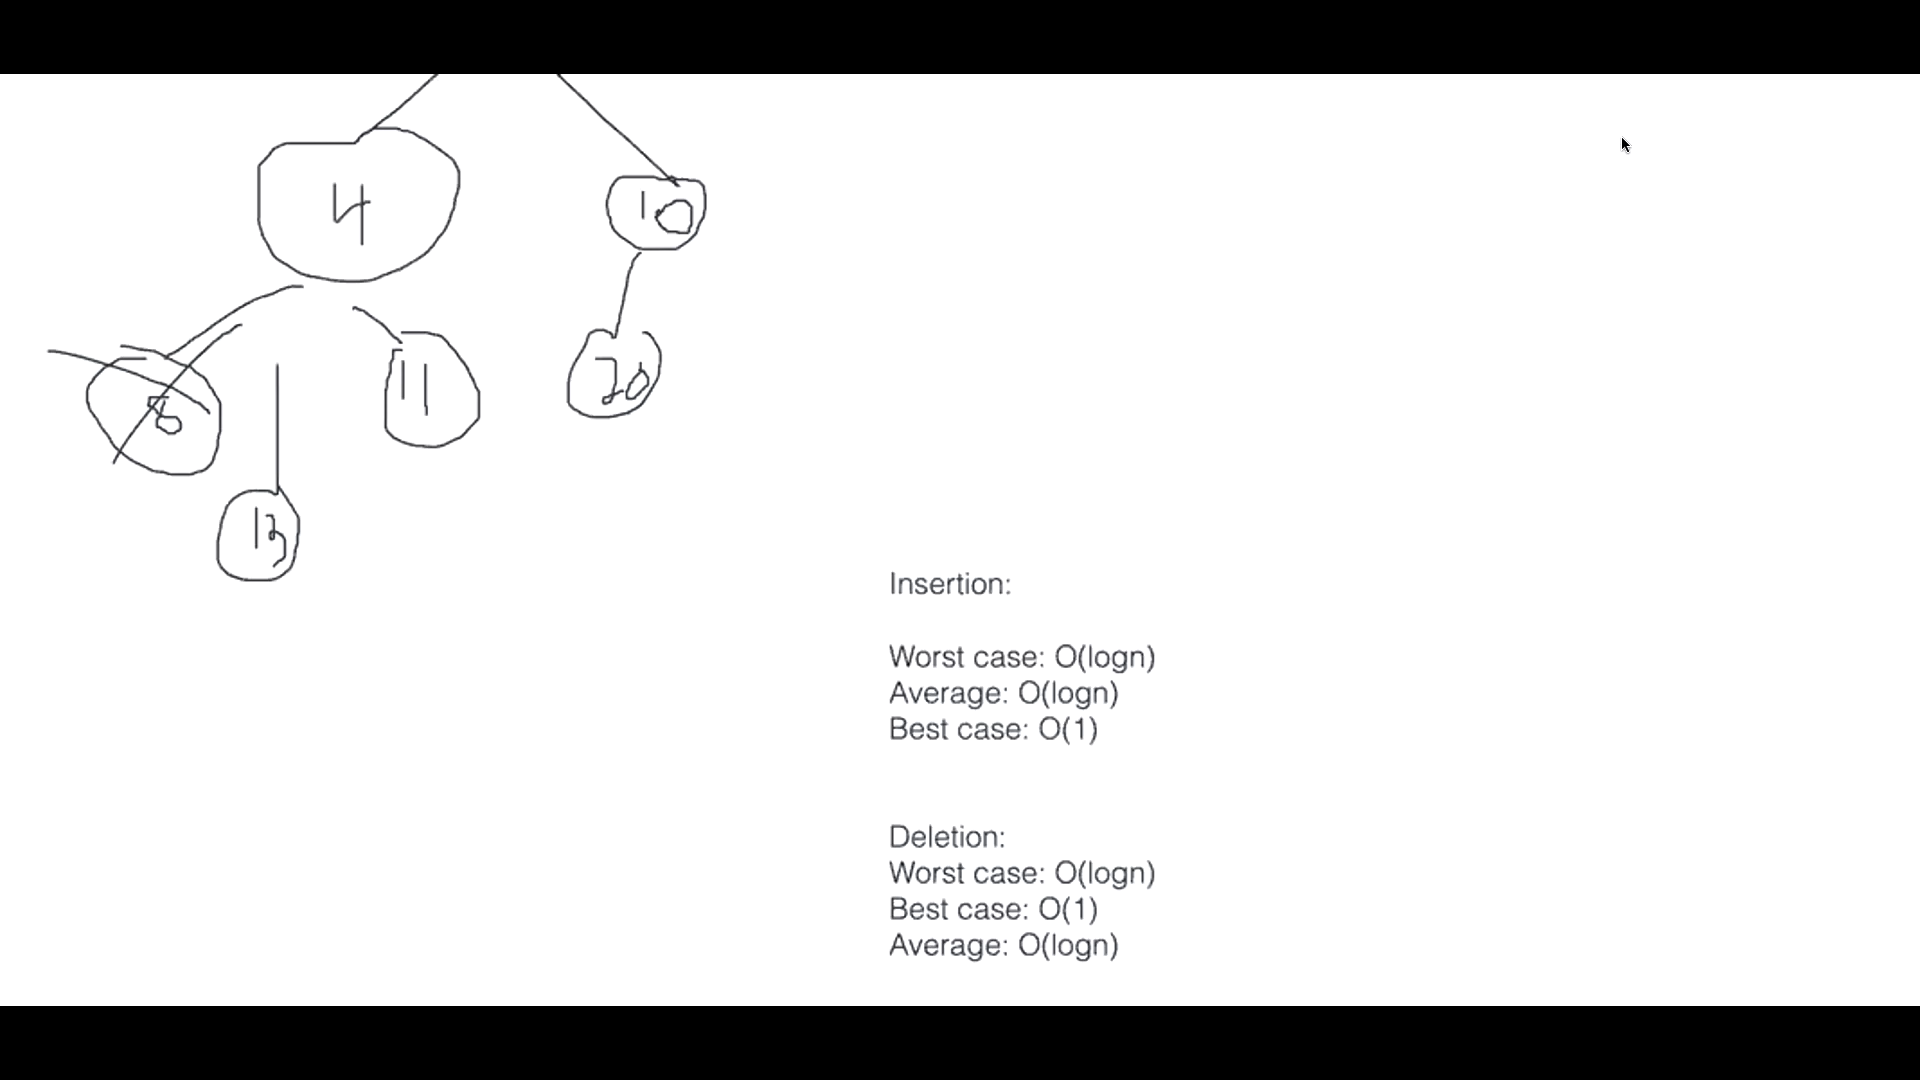 4
10
11
20
13
Insertion:
Worst case: O(logn)
Average: O(logn)
Best case: O(1)
Deletion:
Worst case: O(logn)
Best case: O(1)
Average: O(logn)